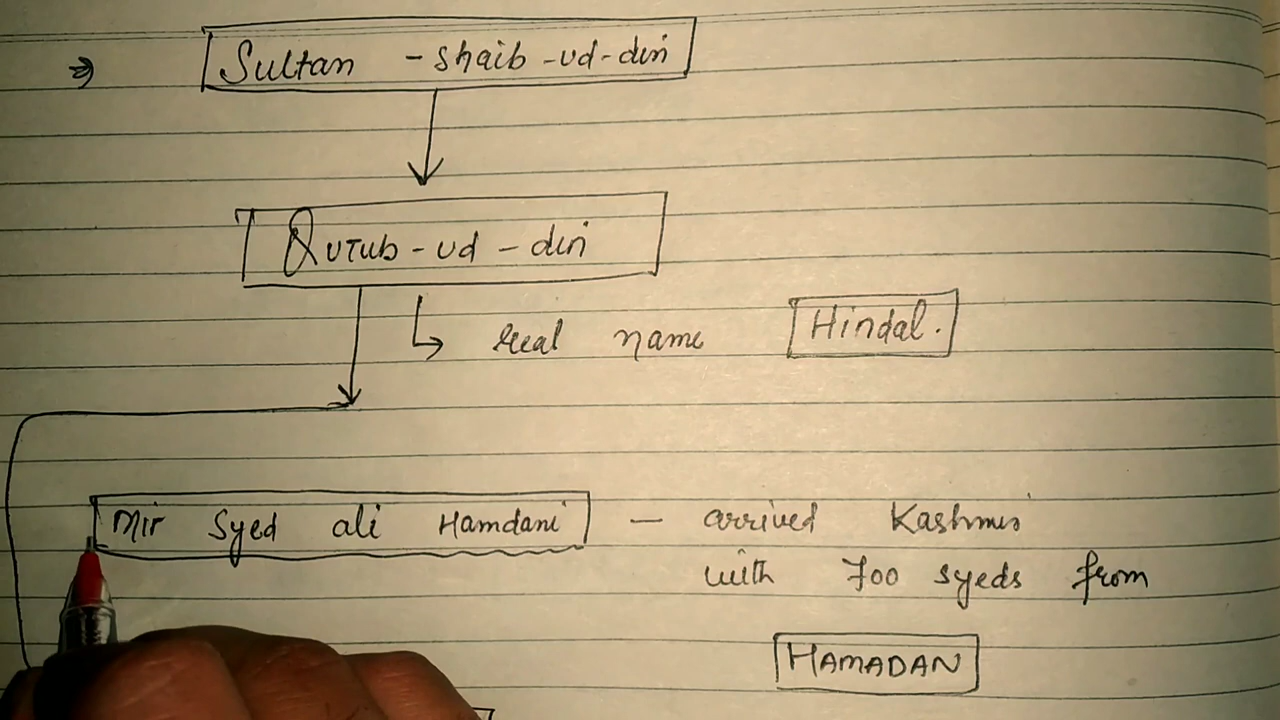 Sultan - Shaib-ud-din
Qutub-ud-din
real name Hindal.
Mir Syed ali Hamdani — arrived Kashmir
with 700 syeds from
HAMADAN